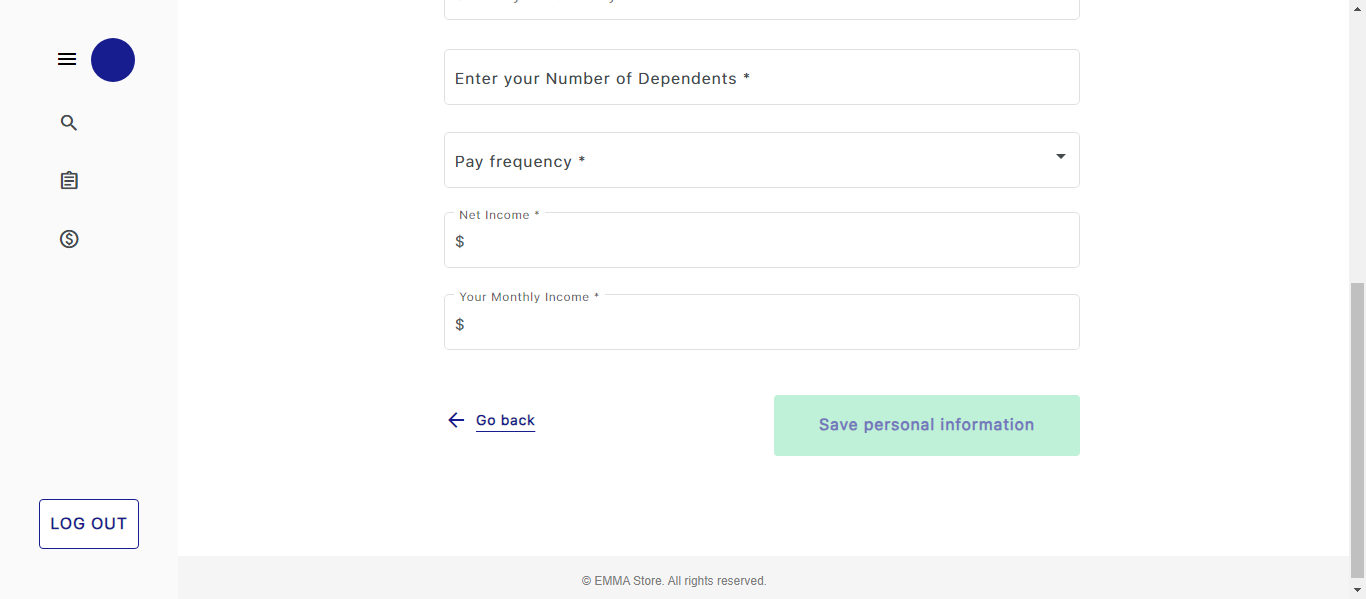 Enter your Number of Dependents *
Pay frequency *
Net Income *
$
Your Monthly Income *
$
Go back
Save personal information
LOG OUT
© EMMA Store. All rights reserved.